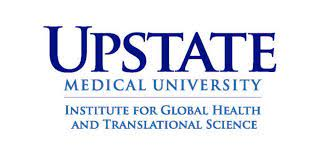 UPSTATE
MEDICAL UNIVERSITY
INSTITUTE FOR GLOBAL HEALTH
AND TRANSLATIONAL SCIENCE